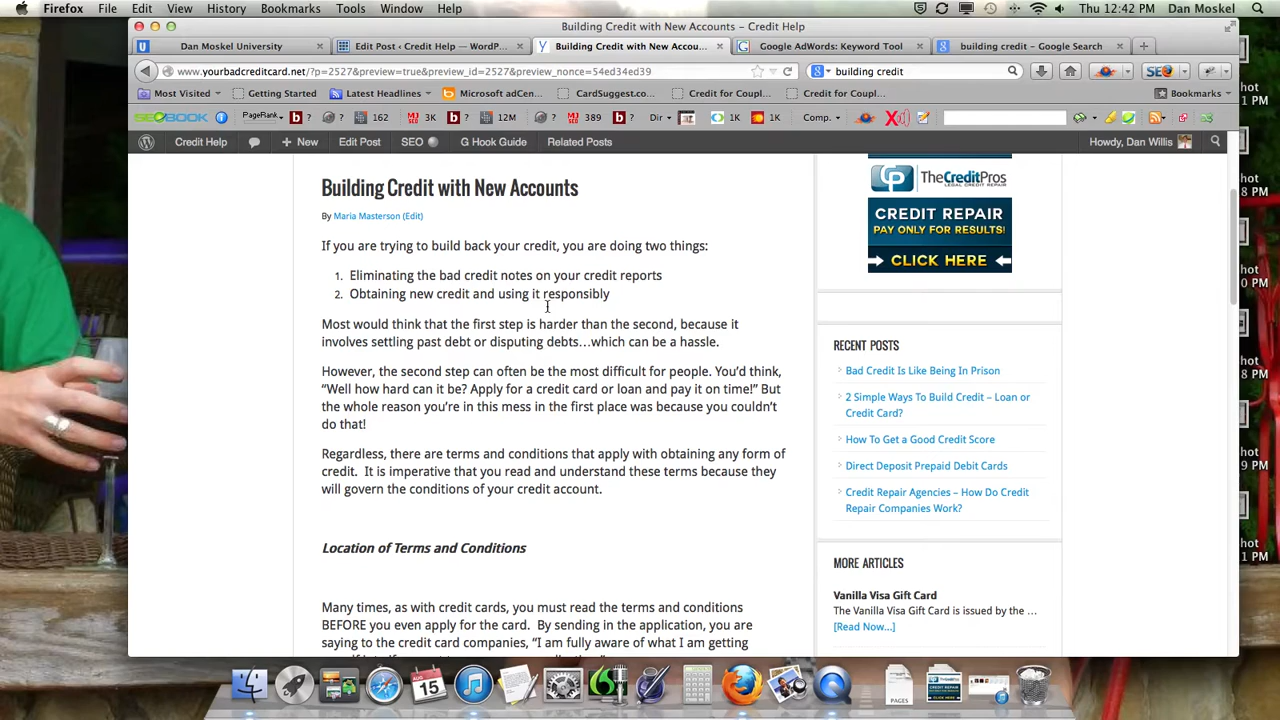 Firefox File Edit View History Bookmarks Tools Window Help
Thu 12:42 PM Dan Moskel
Building Credit with New Accounts – Credit Help
Dan Moskel University
Edit Post ‹ Credit Help — WordP...
Building Credit with New Accou...
Google AdWords: Keyword Tool
building credit – Google Search
www.yourbadcreditcard.net/?p=2527&preview=true&preview_id=2527&preview_nonce=54ed34ed39
building credit
Most Visited Getting Started Latest Headlines Microsoft adCen... CardSuggest.co... Credit for Coupl... Credit for Coupl... Bookmarks
SEOBOOK PageRank 162 3K 12M 389 Dir 1K 1K Comp.
Credit Help New Edit Post SEO G Hook Guide Related Posts Howdy, Dan Willis
Building Credit with New Accounts
By Maria Masterson (Edit)
If you are trying to build back your credit, you are doing two things:
1. Eliminating the bad credit notes on your credit reports
2. Obtaining new credit and using it responsibly
Most would think that the first step is harder than the second, because it
involves settling past debt or disputing debts…which can be a hassle.
However, the second step can often be the most difficult for people. You’d think,
“Well how hard can it be? Apply for a credit card or loan and pay it on time!” But
the whole reason you’re in this mess in the first place was because you couldn’t
do that!
Regardless, there are terms and conditions that apply with obtaining any form of
credit. It is imperative that you read and understand these terms because they
will govern the conditions of your credit account.
Location of Terms and Conditions
Many times, as with credit cards, you must read the terms and conditions
BEFORE you even apply for the card. By sending in the application, you are
saying to the credit card companies, “I am fully aware of what I am getting
TheCreditPros
LEGAL CREDIT REPAIR
CREDIT REPAIR
PAY ONLY FOR RESULTS!
CLICK HERE
RECENT POSTS
Bad Credit Is Like Being In Prison
2 Simple Ways To Build Credit – Loan or
Credit Card?
How To Get a Good Credit Score
Direct Deposit Prepaid Debit Cards
Credit Repair Agencies – How Do Credit
Repair Companies Work?
MORE ARTICLES
Vanilla Visa Gift Card
The Vanilla Visa Gift Card is issued by the …
[Read Now...]
AUG
15
PAGES